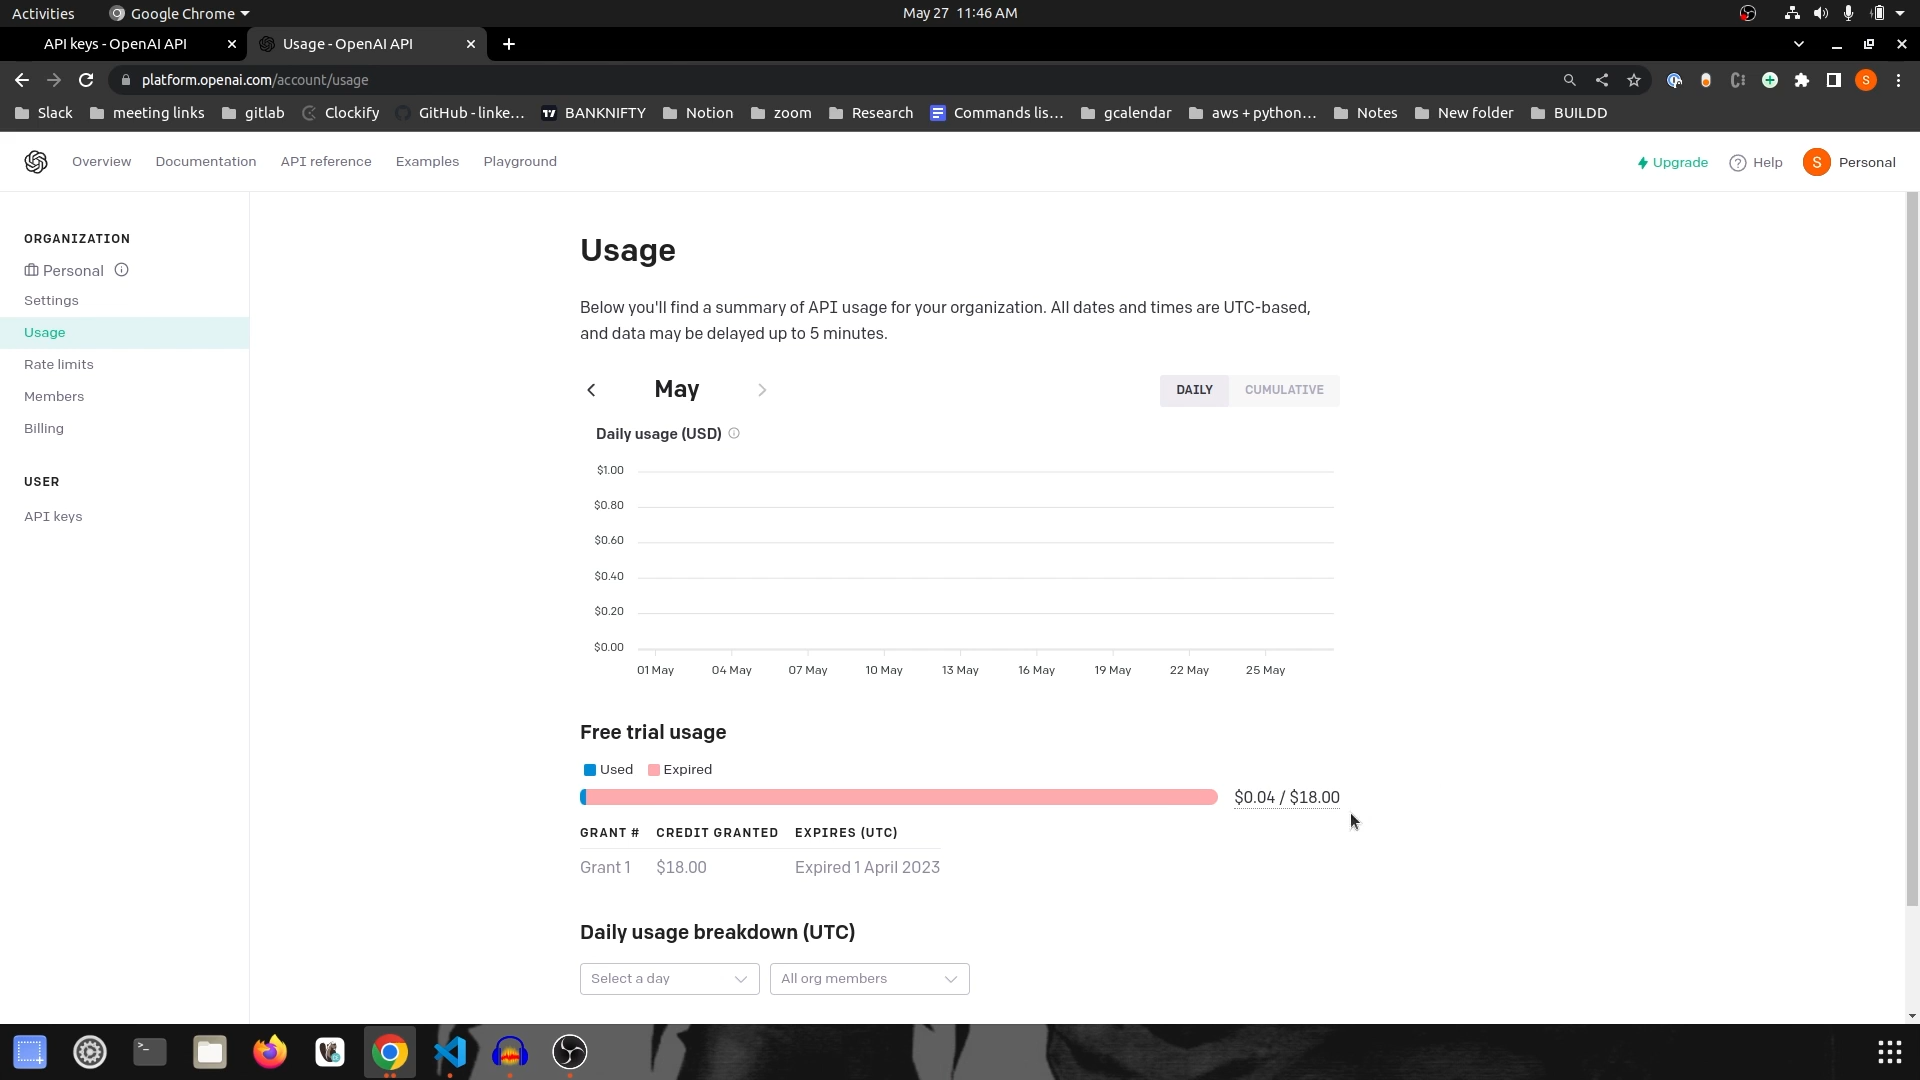 Activities
Google Chrome
May 27 11:46 AM
API keys - OpenAI API
Usage - OpenAI API
platform.openai.com/account/usage
Slack
meeting links
gitlab
Clockify
GitHub - linke...
BANKNIFTY
Notion
zoom
Research
Commands lis...
gcalendar
aws + python...
Notes
New folder
BUILDD
Overview
Documentation
API reference
Examples
Playground
Upgrade
Help
S
Personal
ORGANIZATION
Personal
Settings
Usage
Rate limits
Members
Billing
USER
API keys
Usage
Below you'll find a summary of API usage for your organization. All dates and times are UTC-based,
and data may be delayed up to 5 minutes.
May
DAILY
CUMULATIVE
Daily usage (USD)
$1.00
$0.80
$0.60
$0.40
$0.20
$0.00
01 May
04 May
07 May
10 May
13 May
16 May
19 May
22 May
25 May
Free trial usage
Used
Expired
$0.04 / $18.00
GRANT # CREDIT GRANTED EXPIRES (UTC)
Grant 1 $18.00 Expired 1 April 2023
Daily usage breakdown (UTC)
Select a day
All org members